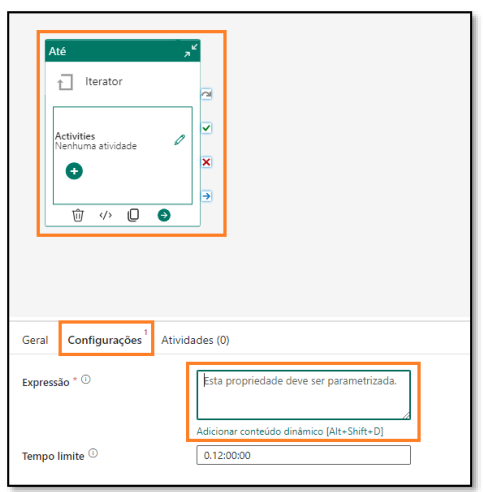 Até
Iterator
Activities
Nenhuma atividade
Geral Configurações 1 Atividades (0)
Expressão * Esta propriedade deve ser parametrizada.
Adicionar conteúdo dinâmico [Alt+Shift+D]
Tempo limite 0.12:00:00